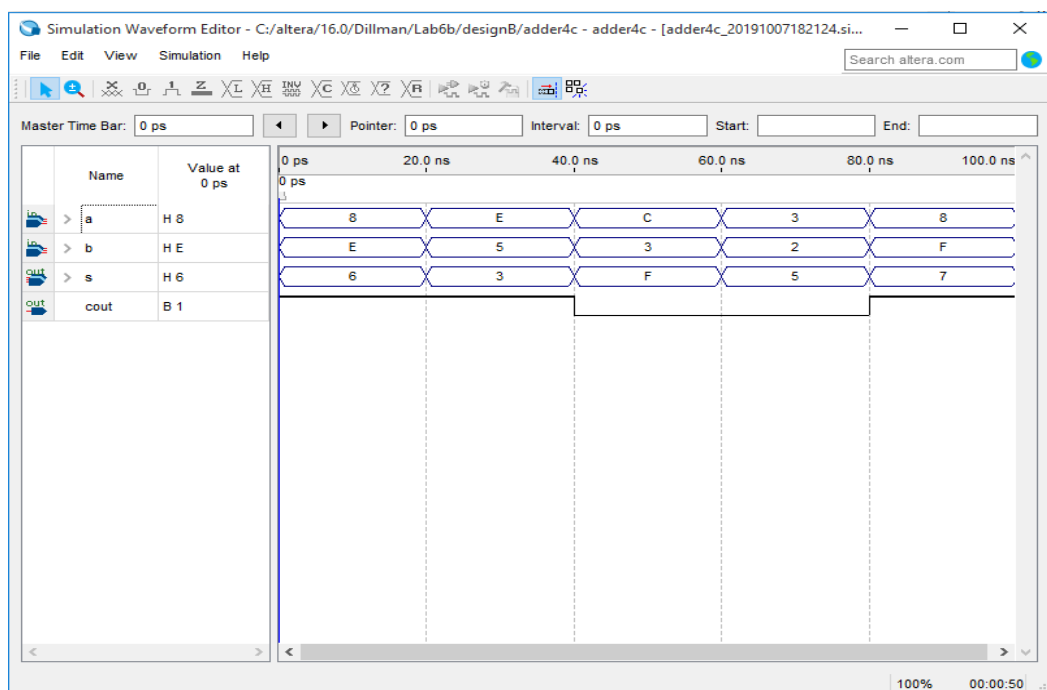 Simulation Waveform Editor - C:/altera/16.0/Dillman/Lab6b/designB/adder4c - adder4c - [adder4c_20191007182124.si...
File Edit View Simulation Help
Search altera.com
Master Time Bar: 0 ps Pointer: 0 ps Interval: 0 ps Start: End:
Name Value at 0 ps
0 ps 20.0 ns 40.0 ns 60.0 ns 80.0 ns 100.0 ns
0 ps
in > a H 8 8 E C 3 8
in > b H E E 5 3 2 F
out > s H 6 6 3 F 5 7
out cout B 1
100% 00:00:50